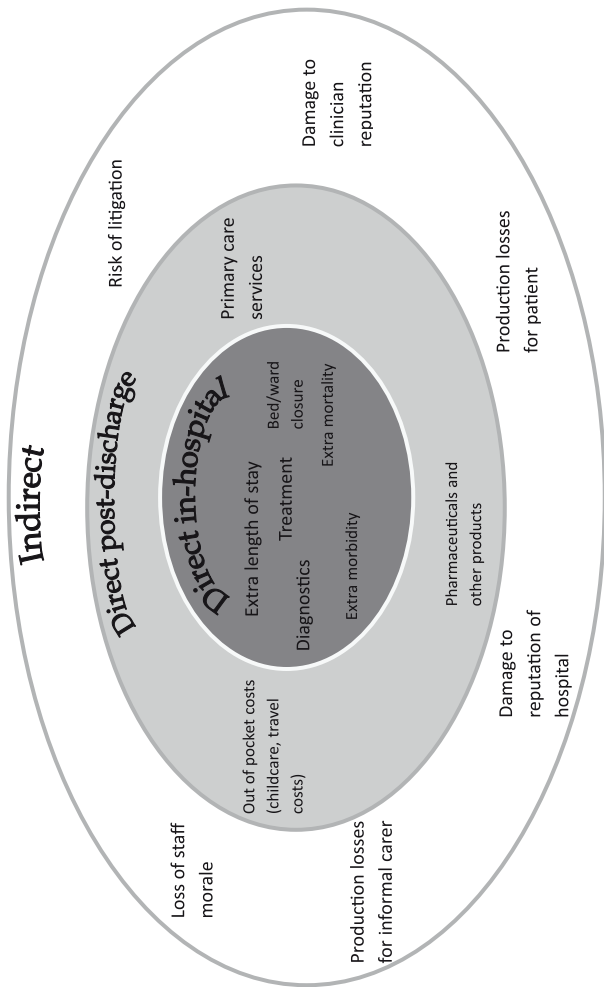 Indirect
Risk of litigation
Damage to
clinician
reputation
Loss of staff
morale
Production losses
for informal carer
Damage to
reputation of
hospital
Production losses
for patient
Direct post-discharge
Primary care
services
Out of pocket costs
(childcare, travel
costs)
Pharmaceuticals and
other products
Direct in-hospital
Extra length of stay
Bed/ward
closure
Treatment
Diagnostics
Extra mortality
Extra morbidity